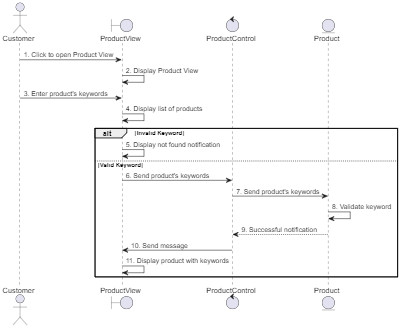 Customer ProductView ProductControl Product
1. Click to open Product View
2. Display Product View
3. Enter product's keywords
4. Display list of products
alt [Invalid Keyword]
5. Display not found notification
[Valid Keyword]
6. Send product's keywords
7. Send product's keywords
8. Validate keyword
9. Successful notification
10. Send message
11. Display product with keywords
Customer ProductView ProductControl Product